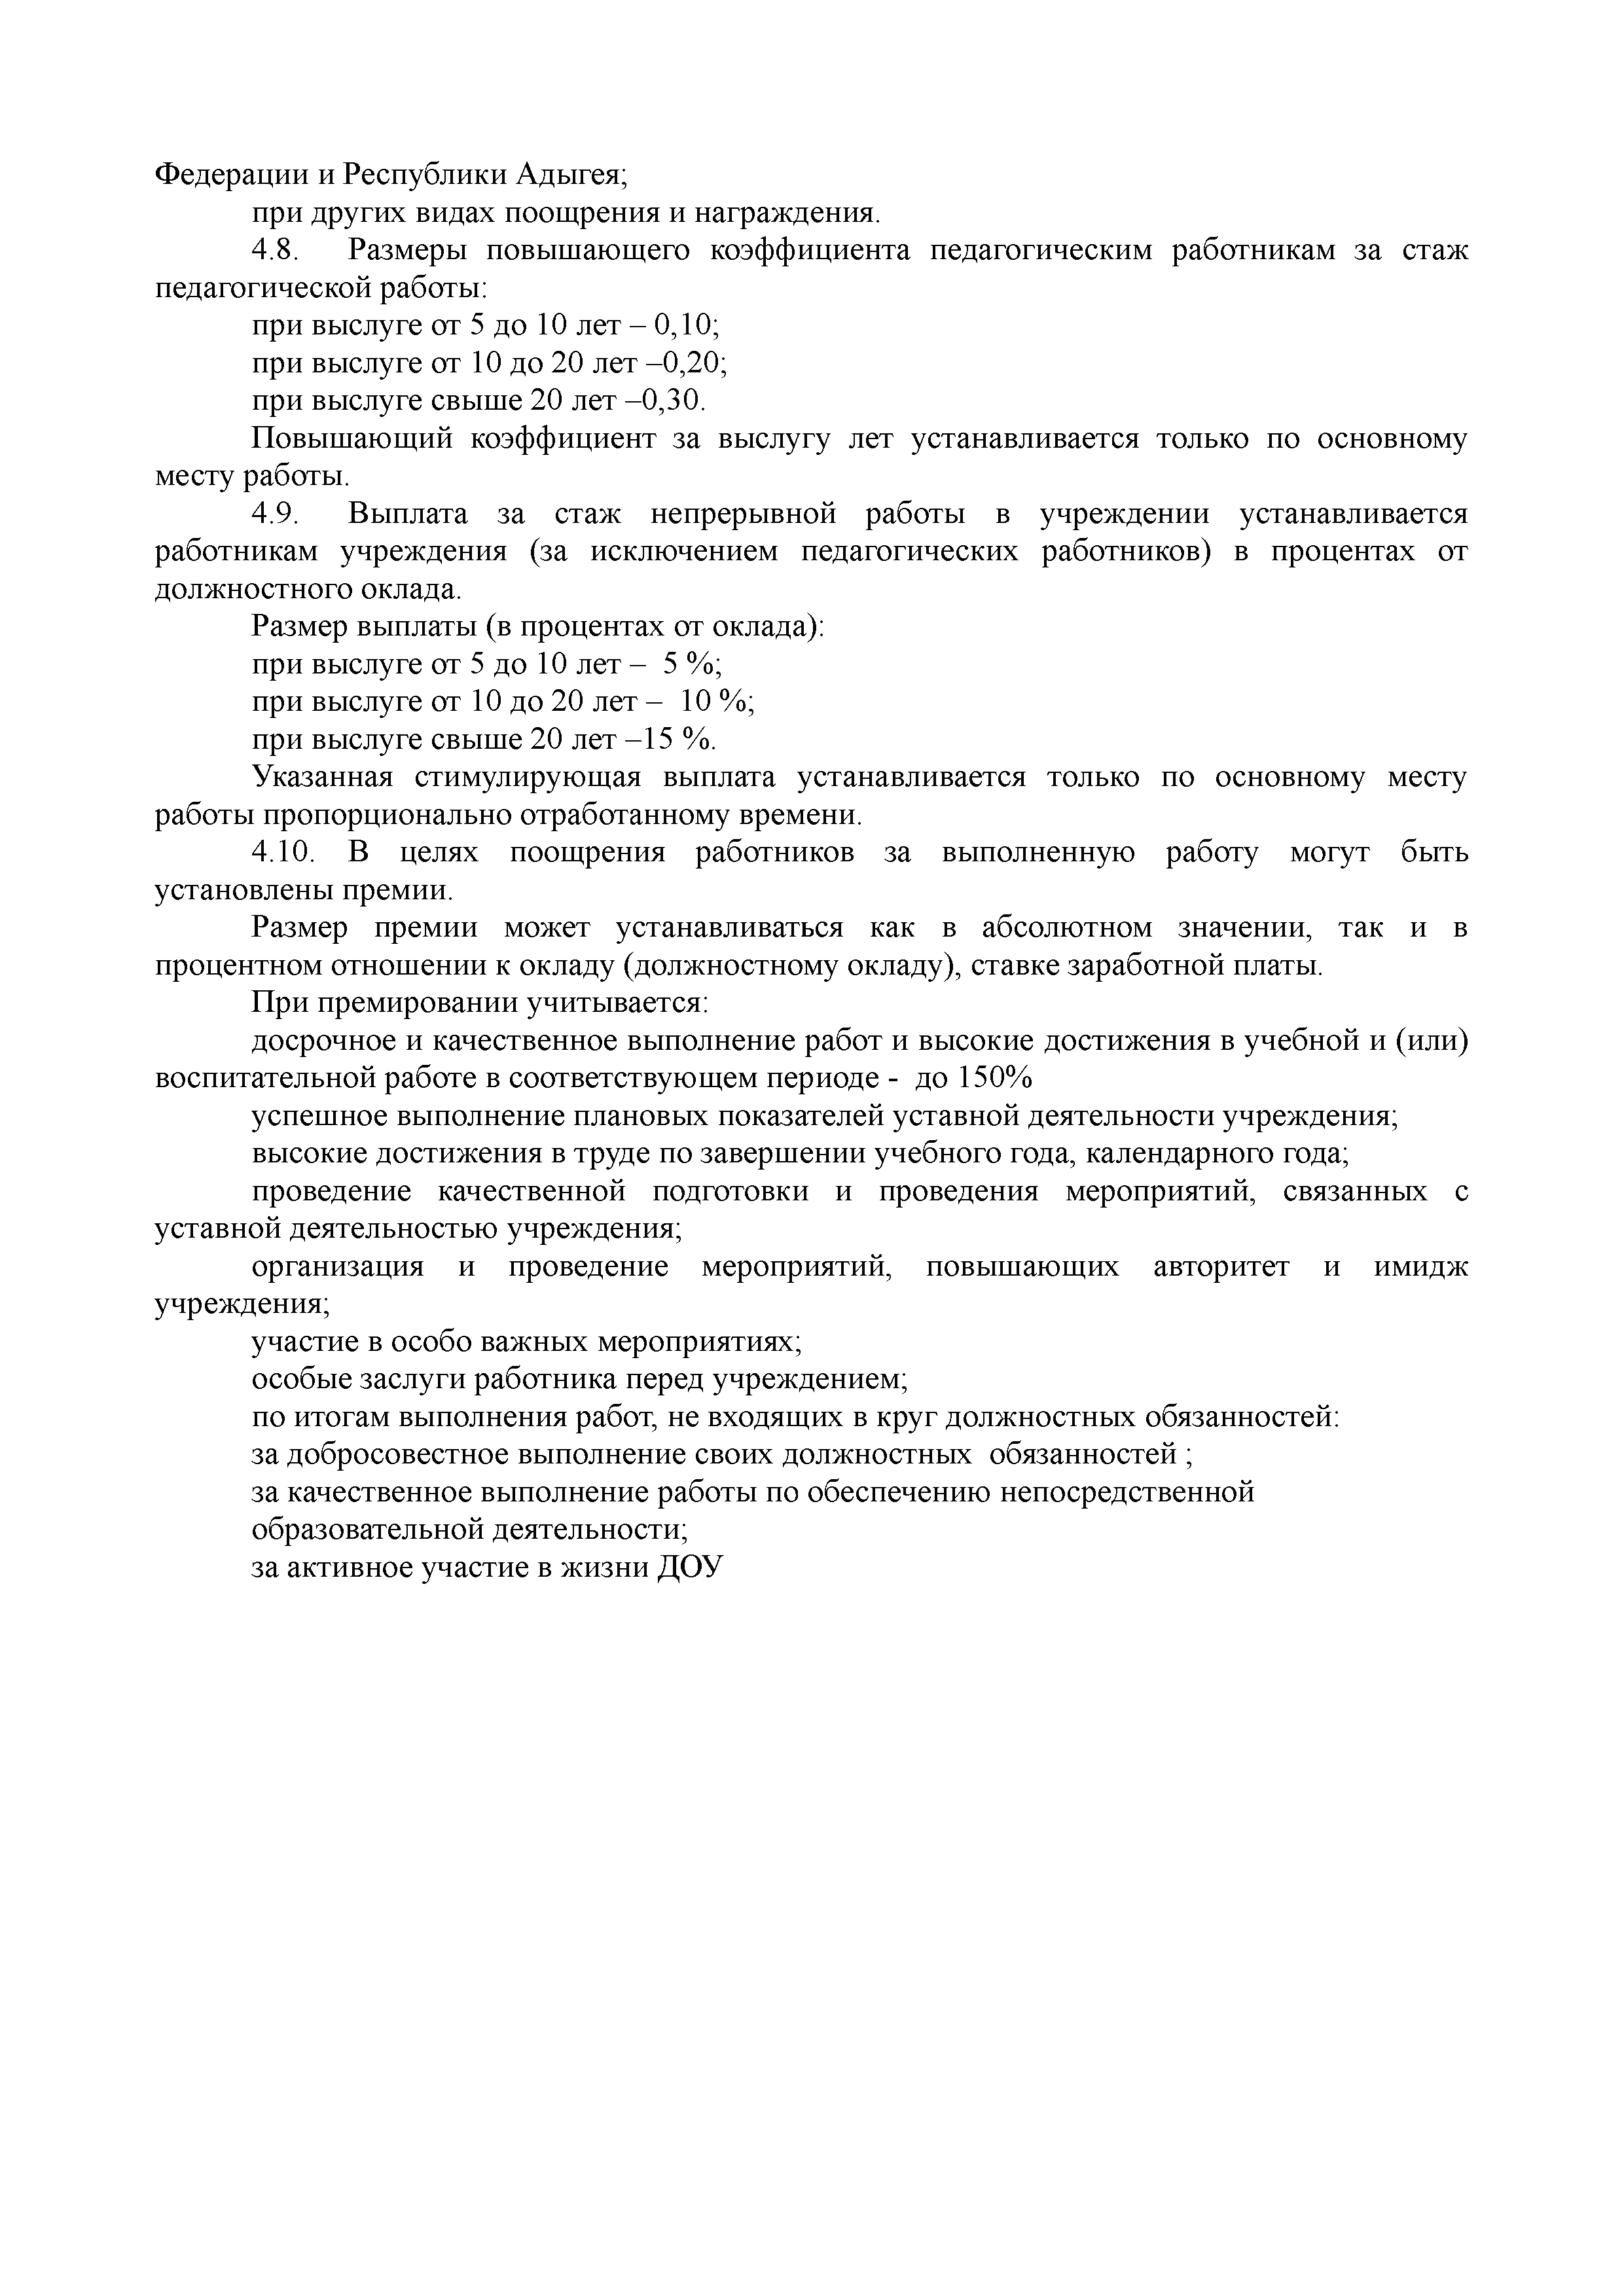 Федерации и Республики Адыгея;
при других видах поощрения и награждения.
4.8. Размеры повышающего коэффициента педагогическим работникам за стаж
педагогической работы:
при выслуге от 5 до 10 лет – 0,10;
при выслуге от 10 до 20 лет –0,20;
при выслуге свыше 20 лет –0,30.
Повышающий коэффициент за выслугу лет устанавливается только по основному
месту работы.
4.9. Выплата за стаж непрерывной работы в учреждении устанавливается
работникам учреждения (за исключением педагогических работников) в процентах от
должностного оклада.
Размер выплаты (в процентах от оклада):
при выслуге от 5 до 10 лет – 5 %;
при выслуге от 10 до 20 лет – 10 %;
при выслуге свыше 20 лет –15 %.
Указанная стимулирующая выплата устанавливается только по основному месту
работы пропорционально отработанному времени.
4.10. В целях поощрения работников за выполненную работу могут быть
установлены премии.
Размер премии может устанавливаться как в абсолютном значении, так и в
процентном отношении к окладу (должностному окладу), ставке заработной платы.
При премировании учитывается:
досрочное и качественное выполнение работ и высокие достижения в учебной и (или)
воспитательной работе в соответствующем периоде - до 150%
успешное выполнение плановых показателей уставной деятельности учреждения;
высокие достижения в труде по завершении учебного года, календарного года;
проведение качественной подготовки и проведения мероприятий, связанных с
уставной деятельностью учреждения;
организация и проведение мероприятий, повышающих авторитет и имидж
учреждения;
участие в особо важных мероприятиях;
особые заслуги работника перед учреждением;
по итогам выполнения работ, не входящих в круг должностных обязанностей:
за добросовестное выполнение своих должностных обязанностей ;
за качественное выполнение работы по обеспечению непосредственной
образовательной деятельности;
за активное участие в жизни ДОУ